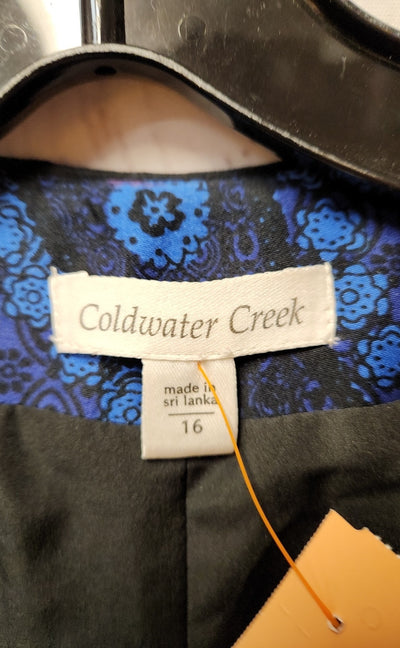 Coldwater Creek
made in
sri lanka
16